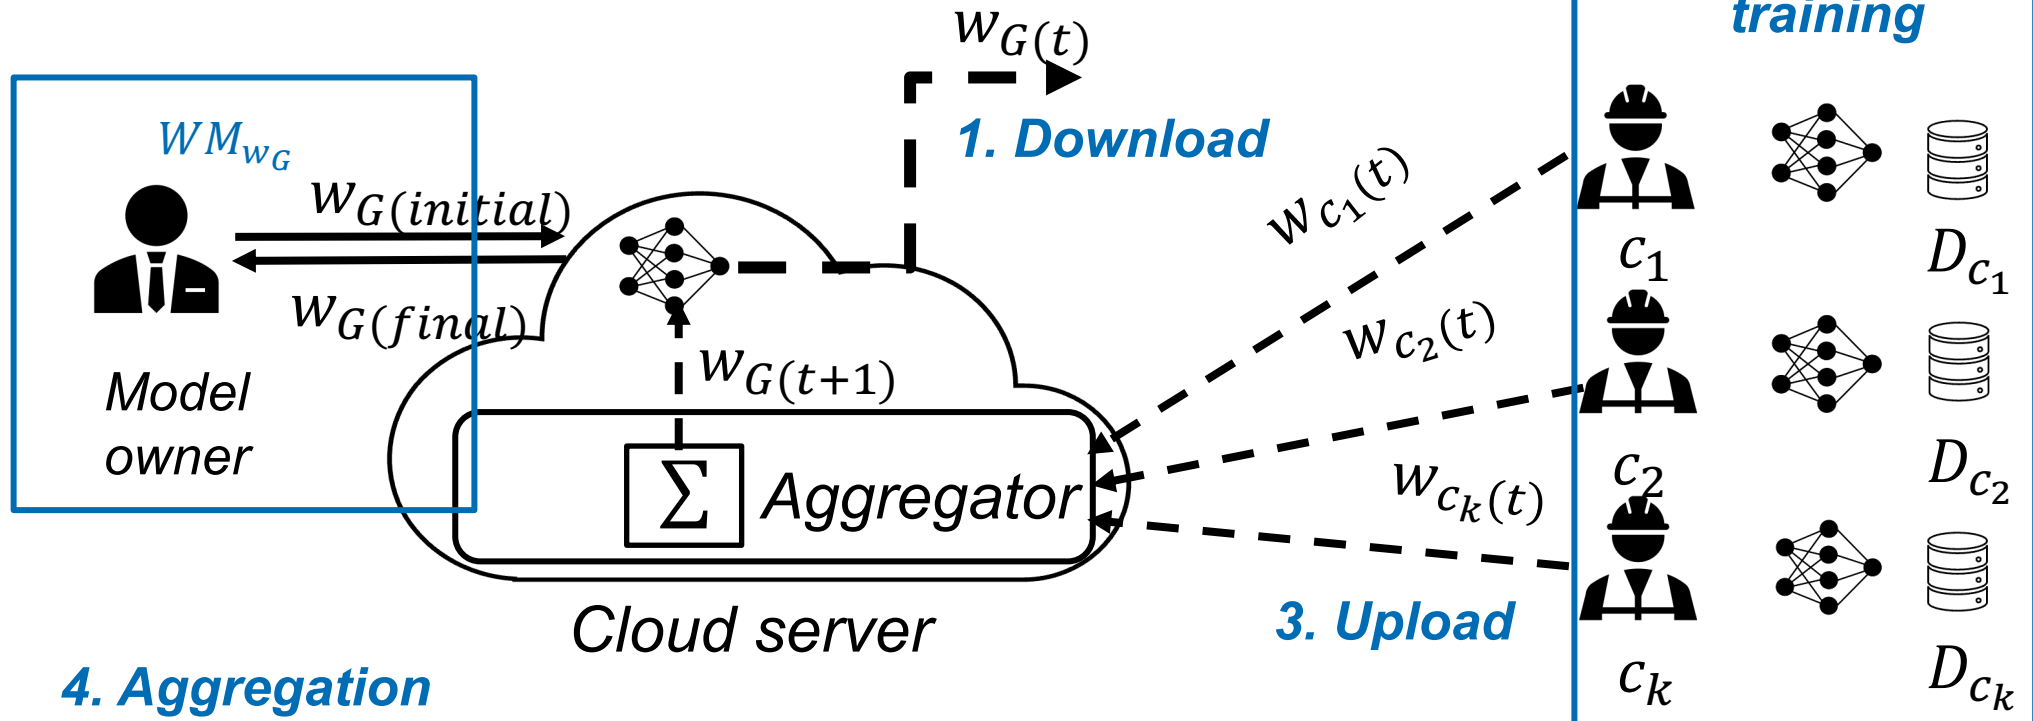 w_{G(t)}
training
1. Download
WM_{w_G}
w_{G(initial)}
w_{G(final)}
Model
owner
w_{G(t+1)}
Σ Aggregator
Cloud server
4. Aggregation
w_{c_1(t)}
w_{c_2(t)}
w_{c_k(t)}
3. Upload
c_1 D_{c_1}
c_2 D_{c_2}
c_k D_{c_k}